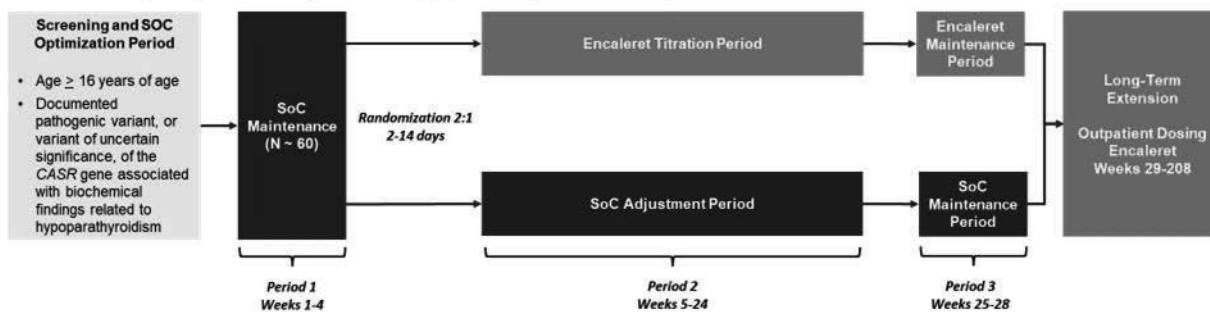 Screening and SOC
Optimization Period
• Age ≥ 16 years of age
• Documented
pathogenic variant, or
variant of uncertain
significance, of the
CASR gene associated
with biochemical
findings related to
hypoparathyroidism
SoC
Maintenance
(N ~ 60)
Randomization 2:1
2-14 days
Encaleret Titration Period
Encaleret
Maintenance
Period
SoC Adjustment Period
SoC
Maintenance
Period
Long-Term
Extension
Outpatient Dosing
Encaleret
Weeks 29-208
Period 1
Weeks 1-4
Period 2
Weeks 5-24
Period 3
Weeks 25-28